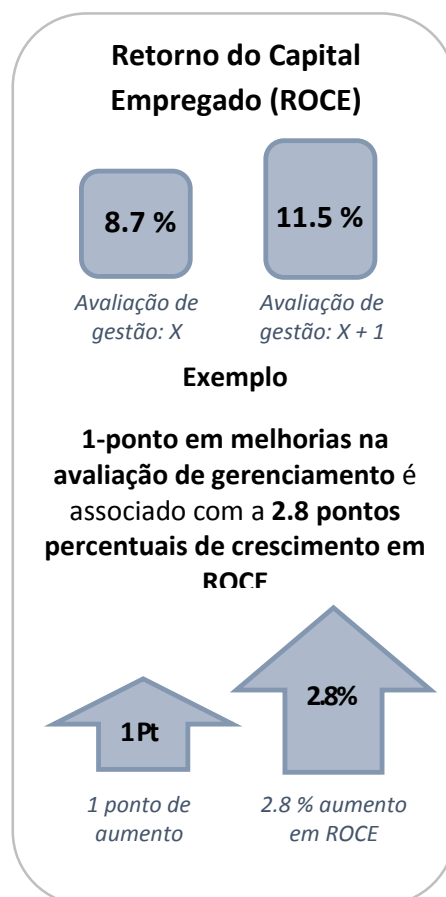 Retorno do Capital
Empregado (ROCE)
8.7 %
11.5 %
Avaliação de
gestão: X
Avaliação de
gestão: X + 1
Exemplo
1-ponto em melhorias na
avaliação de gerenciamento é
associado com a 2.8 pontos
percentuais de crescimento em
ROCE
1 Pt
2.8%
1 ponto de
aumento
2.8 % aumento
em ROCE